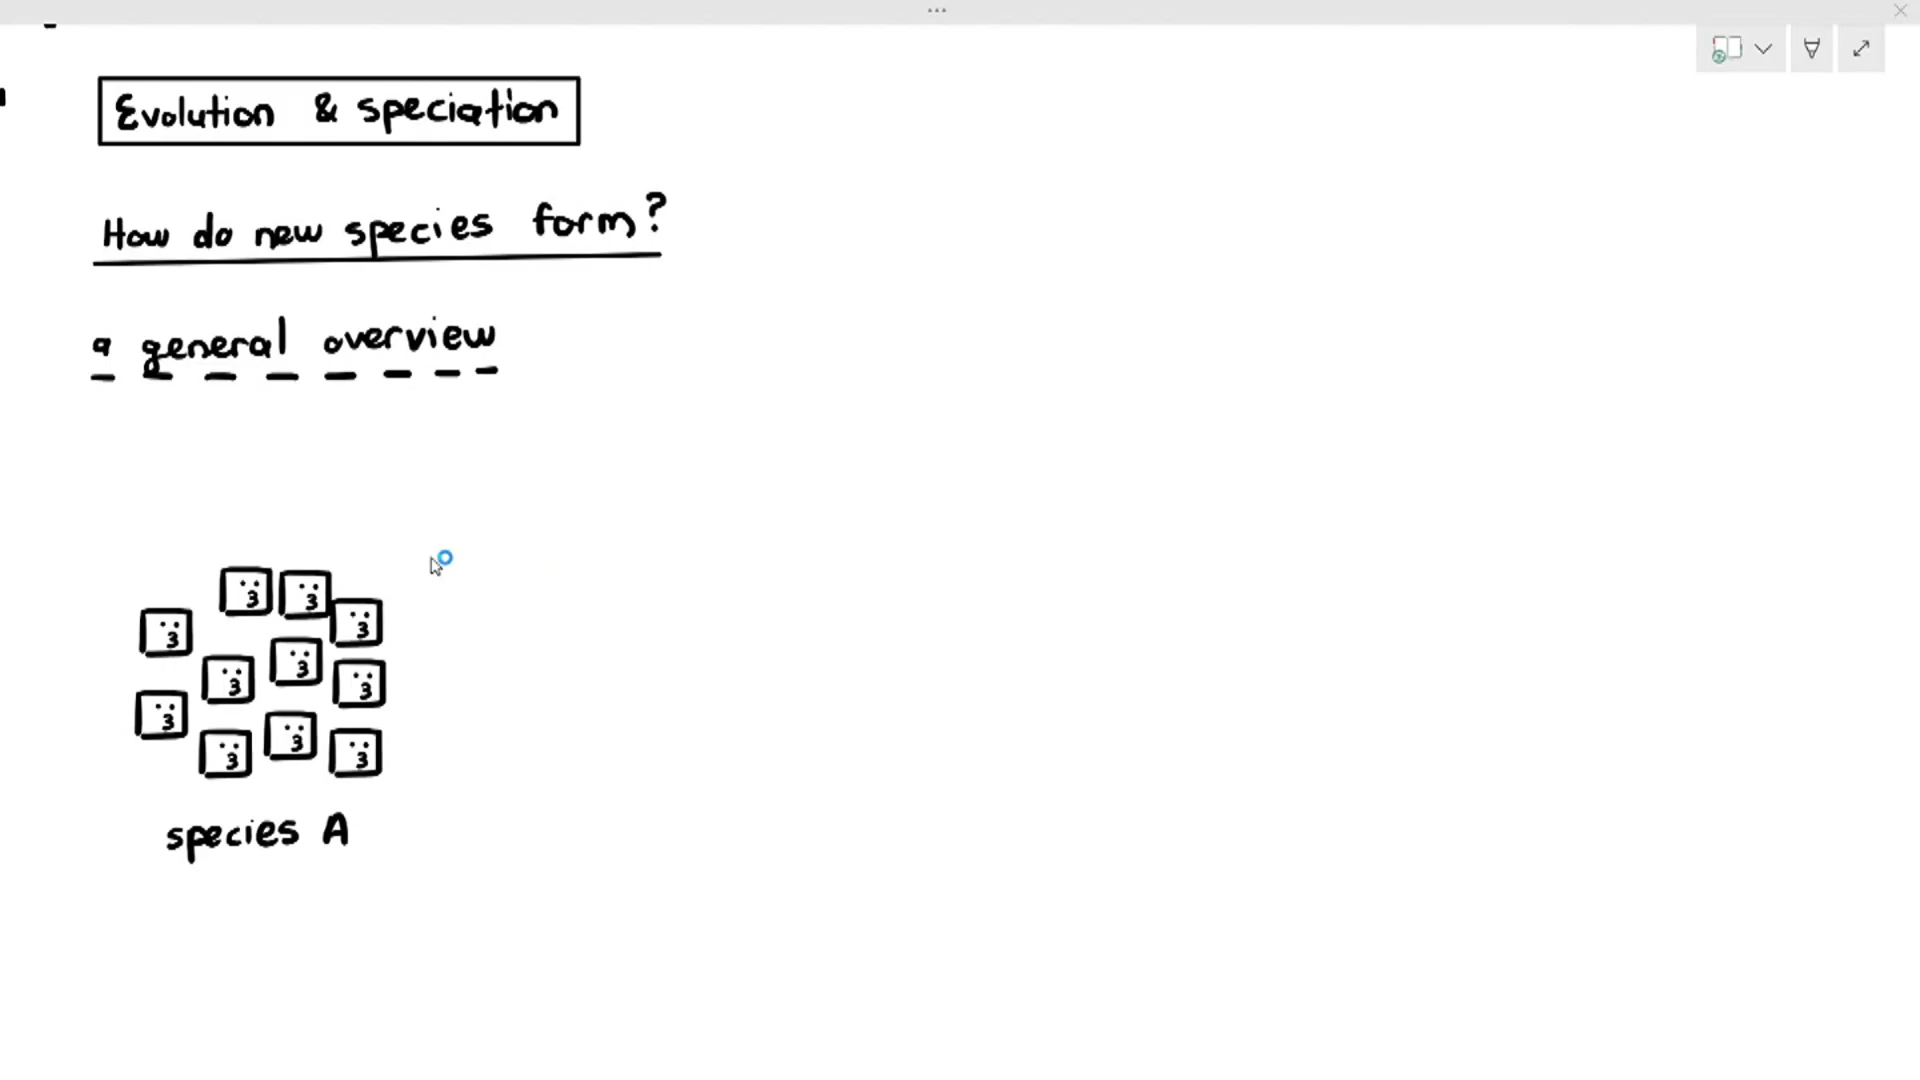 Evolution & speciation
How do new species form?
a general overview
species A